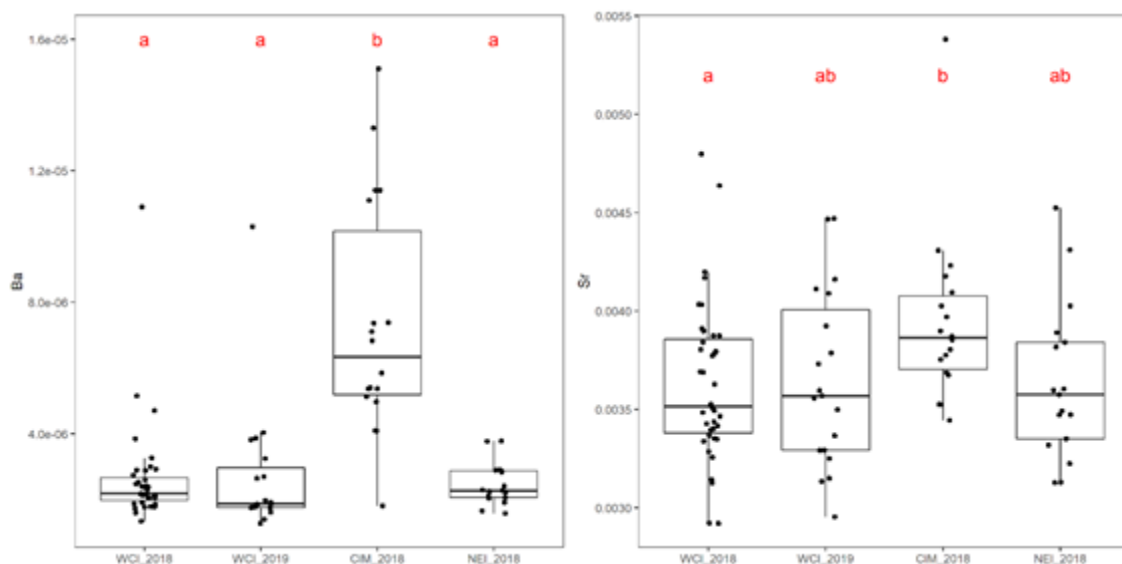 a a b a
1.6e-05
1.2e-05
8.0e-06
4.0e-06
Ba
WCI_2018 WCI_2019 CIM_2018 NEI_2018
0.0055
a ab b ab
0.0050
0.0045
0.0040
0.0035
0.0030
Sr
WCI_2018 WCI_2019 CIM_2018 NEI_2018